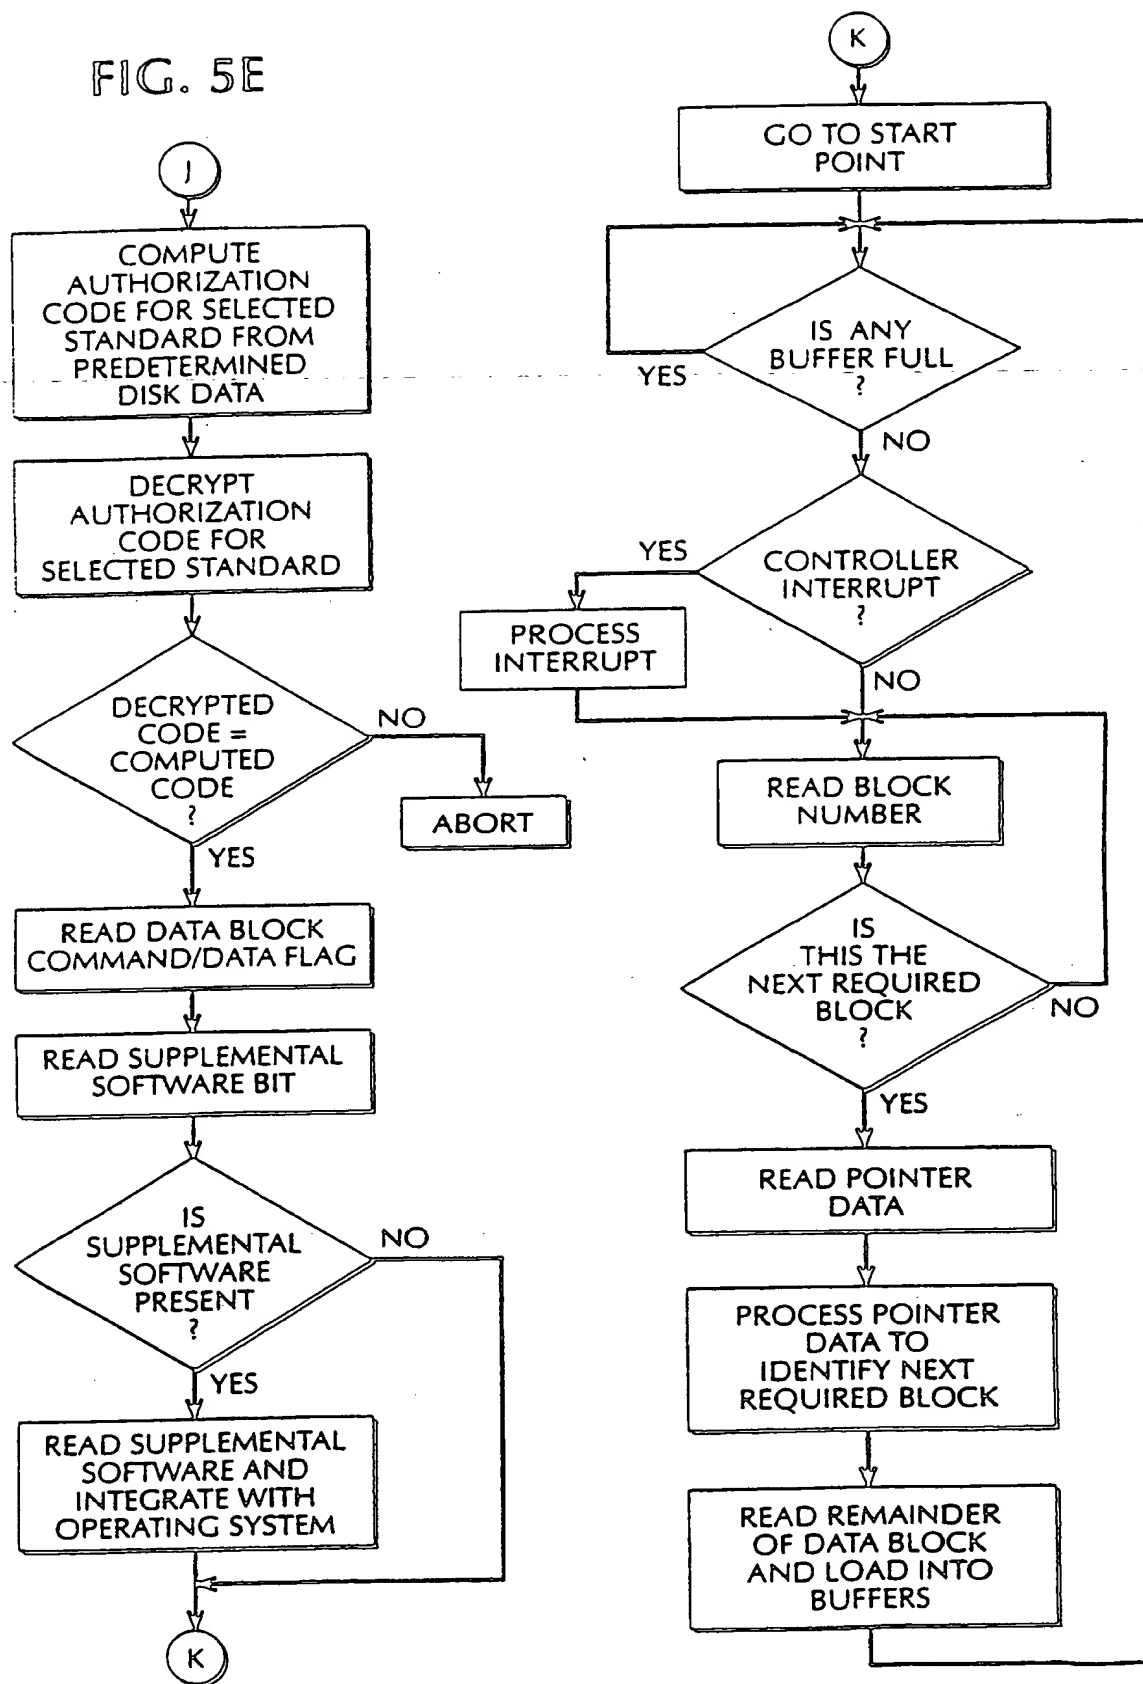 FIG. 5E
J
COMPUTE
AUTHORIZATION
CODE FOR SELECTED
STANDARD FROM
PREDETERMINED
DISK DATA
DECRYPT
AUTHORIZATION
CODE FOR
SELECTED STANDARD
DECRYPTED
CODE =
COMPUTED
CODE
?
NO
ABORT
YES
READ DATA BLOCK
COMMAND/DATA FLAG
READ SUPPLEMENTAL
SOFTWARE BIT
IS
SUPPLEMENTAL
SOFTWARE
PRESENT
?
NO
YES
READ SUPPLEMENTAL
SOFTWARE AND
INTEGRATE WITH
OPERATING SYSTEM
K
K
GO TO START
POINT
IS ANY
BUFFER FULL
?
YES
NO
CONTROLLER
INTERRUPT
?
YES
PROCESS
INTERRUPT
NO
READ BLOCK
NUMBER
IS
THIS THE
NEXT REQUIRED
BLOCK
?
NO
YES
READ POINTER
DATA
PROCESS POINTER
DATA TO
IDENTIFY NEXT
REQUIRED BLOCK
READ REMAINDER
OF DATA BLOCK
AND LOAD INTO
BUFFERS